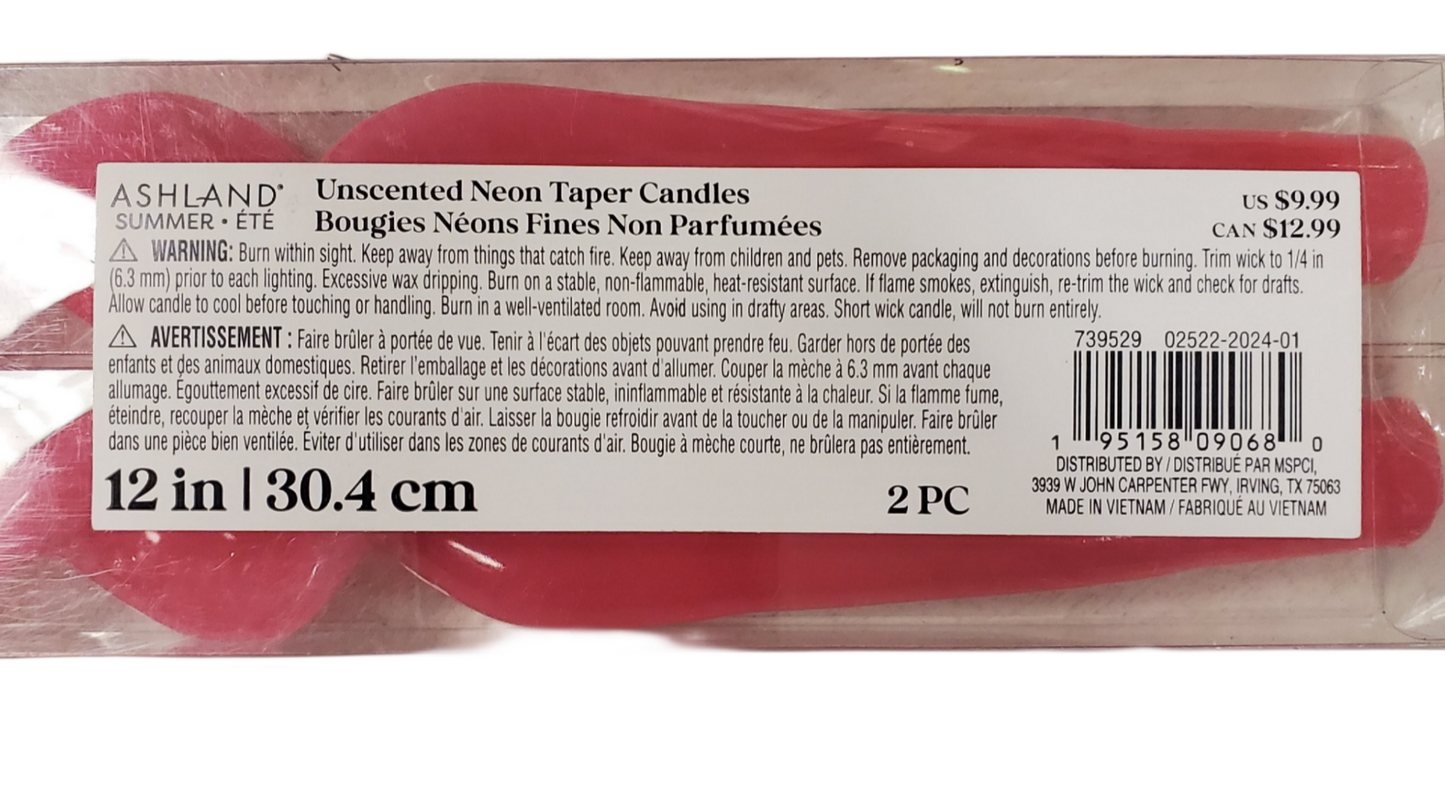 ASHLAND®
SUMMER • ÉTÉ
Unscented Neon Taper Candles
Bougies Néons Fines Non Parfumées
US $9.99
CAN $12.99
⚠ WARNING: Burn within sight. Keep away from things that catch fire. Keep away from children and pets. Remove packaging and decorations before burning. Trim wick to 1/4 in
(6.3 mm) prior to each lighting. Excessive wax dripping. Burn on a stable, non-flammable, heat-resistant surface. If flame smokes, extinguish, re-trim the wick and check for drafts.
Allow candle to cool before touching or handling. Burn in a well-ventilated room. Avoid using in drafty areas. Short wick candle, will not burn entirely.
⚠ AVERTISSEMENT : Faire brûler à portée de vue. Tenir à l'écart des objets pouvant prendre feu. Garder hors de portée des
enfants et des animaux domestiques. Retirer l'emballage et les décorations avant d'allumer. Couper la mèche à 6.3 mm avant chaque
allumage. Égouttement excessif de cire. Faire brûler sur une surface stable, ininflammable et résistante à la chaleur. Si la flamme fume,
éteindre, recouper la mèche et vérifier les courants d'air. Laisser la bougie refroidir avant de la toucher ou de la manipuler. Faire brûler
dans une pièce bien ventilée. Éviter d'utiliser dans les zones de courants d'air. Bougie à mèche courte, ne brûlera pas entièrement.
12 in | 30.4 cm
2 PC
739529 02522-2024-01
1 95158 09068 0
DISTRIBUTED BY / DISTRIBUÉ PAR MSPCI,
3939 W JOHN CARPENTER FWY, IRVING, TX 75063
MADE IN VIETNAM / FABRIQUÉ AU VIETNAM